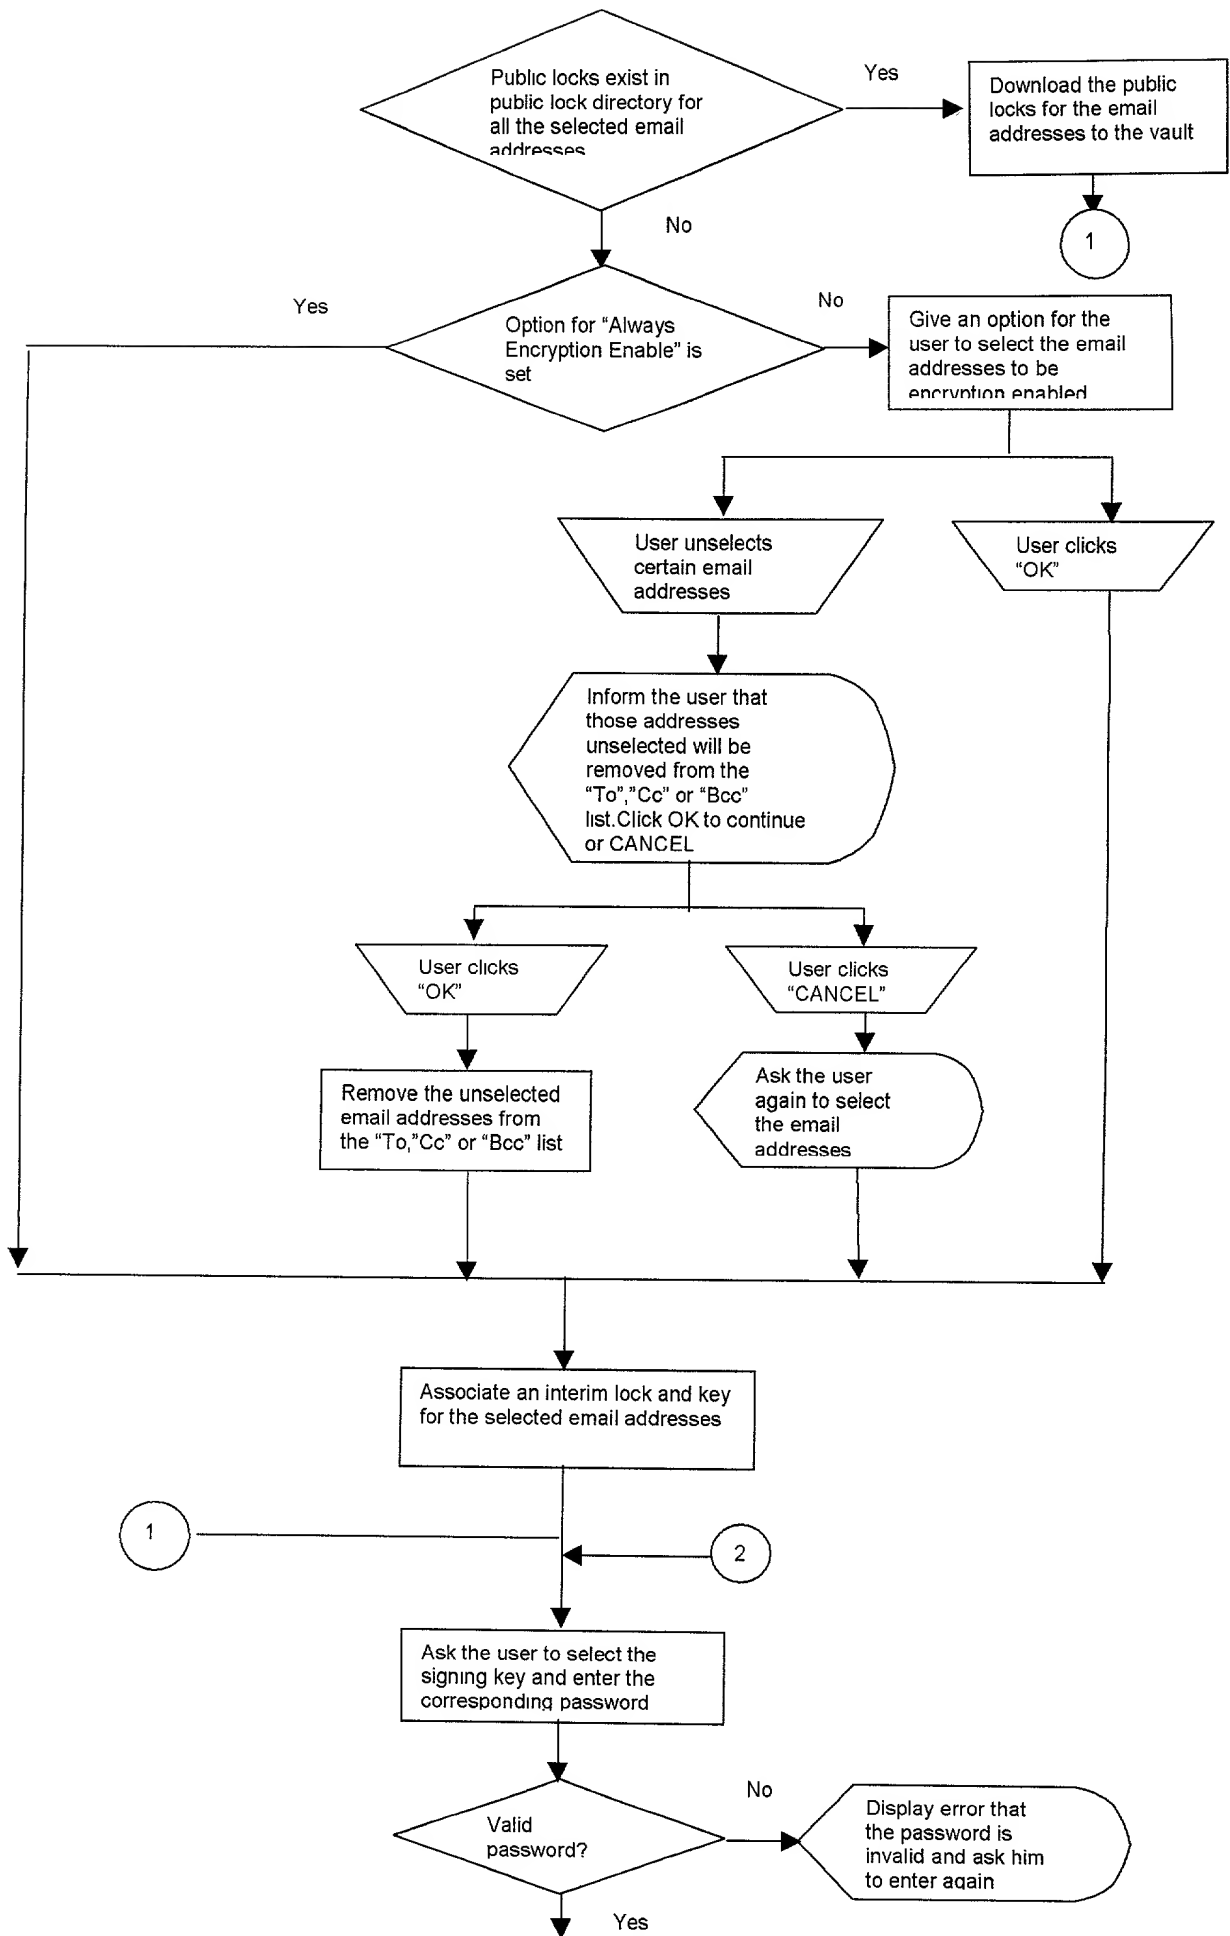 Public locks exist in
public lock directory for
all the selected email
addresses
Yes
Download the public
locks for the email
addresses to the vault
1
No
Option for “Always
Encryption Enable” is
set
Yes
No
Give an option for the
user to select the email
addresses to be
encryption enabled
User unselects
certain email
addresses
User clicks
“OK”
Inform the user that
those addresses
unselected will be
removed from the
“To”,”Cc” or “Bcc”
list.Click OK to continue
or CANCEL
User clicks
“OK”
User clicks
“CANCEL”
Remove the unselected
email addresses from
the “To,”Cc” or “Bcc” list
Ask the user
again to select
the email
addresses
Associate an interim lock and key
for the selected email addresses
1
2
Ask the user to select the
signing key and enter the
corresponding password
Valid
password?
No
Display error that
the password is
invalid and ask him
to enter again
Yes